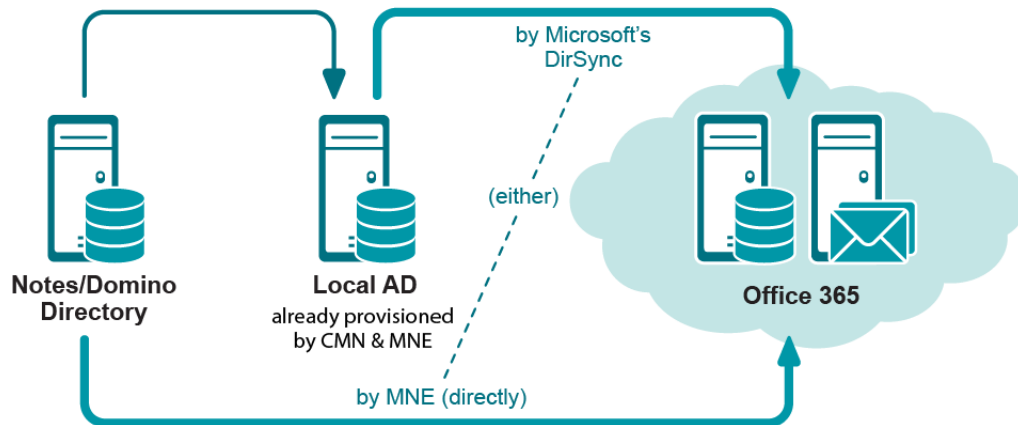 by Microsoft's
DirSync
(either)
Notes/Domino
Directory
Local AD
already provisioned
by CMN & MNE
Office 365
by MNE (directly)